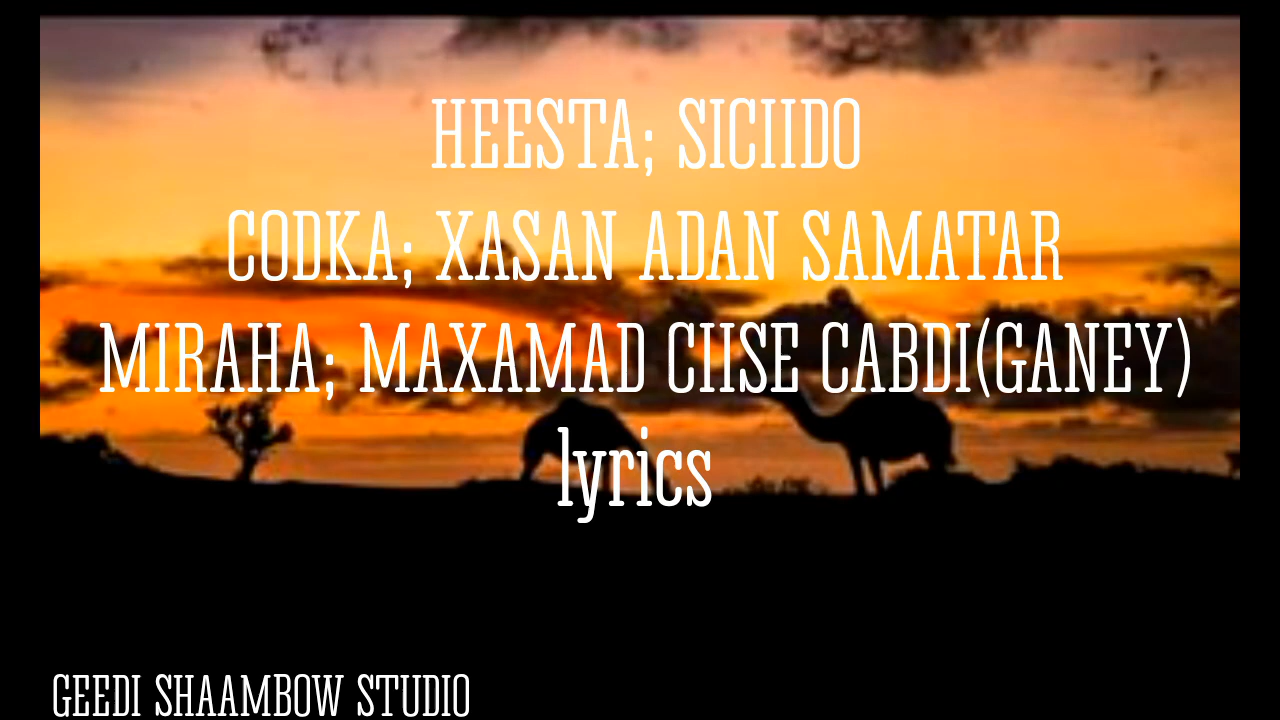 HEESTA; SICIIDO
CODKA; XASAN ADAN SAMATAR
MIRAHA; MAXAMAD CIISE CABDI(GANEY)
lyrics
GEEDI SHAAMBOW STUDIO